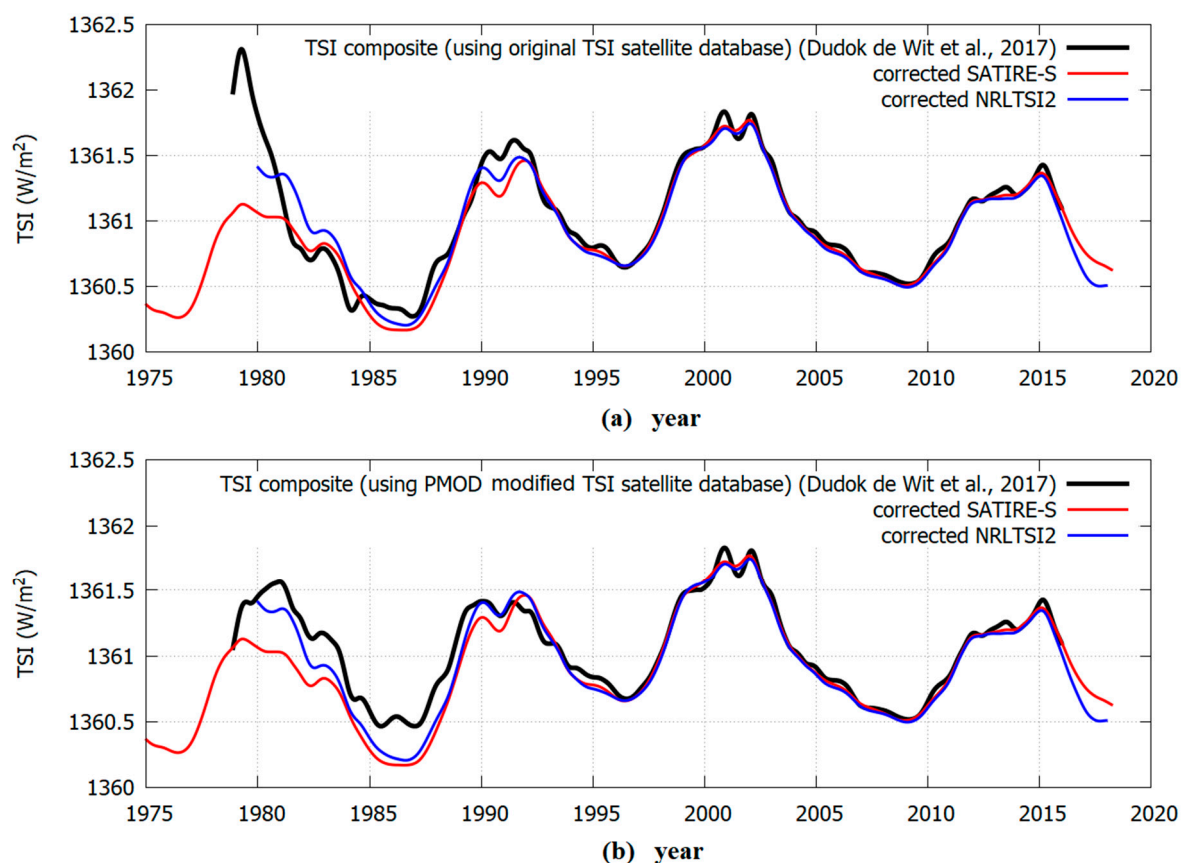 1362.5
TSI composite (using original TSI satellite database) (Dudok de Wit et al., 2017)
corrected SATIRE-S
corrected NRLTSI2
1362
1361.5
1361
1360.5
1360
TSI (W/m²)
1975 1980 1985 1990 1995 2000 2005 2010 2015 2020
(a) year
1362.5
TSI composite (using PMOD modified TSI satellite database) (Dudok de Wit et al., 2017)
corrected SATIRE-S
corrected NRLTSI2
1362
1361.5
1361
1360.5
1360
TSI (W/m²)
1975 1980 1985 1990 1995 2000 2005 2010 2015 2020
(b) year